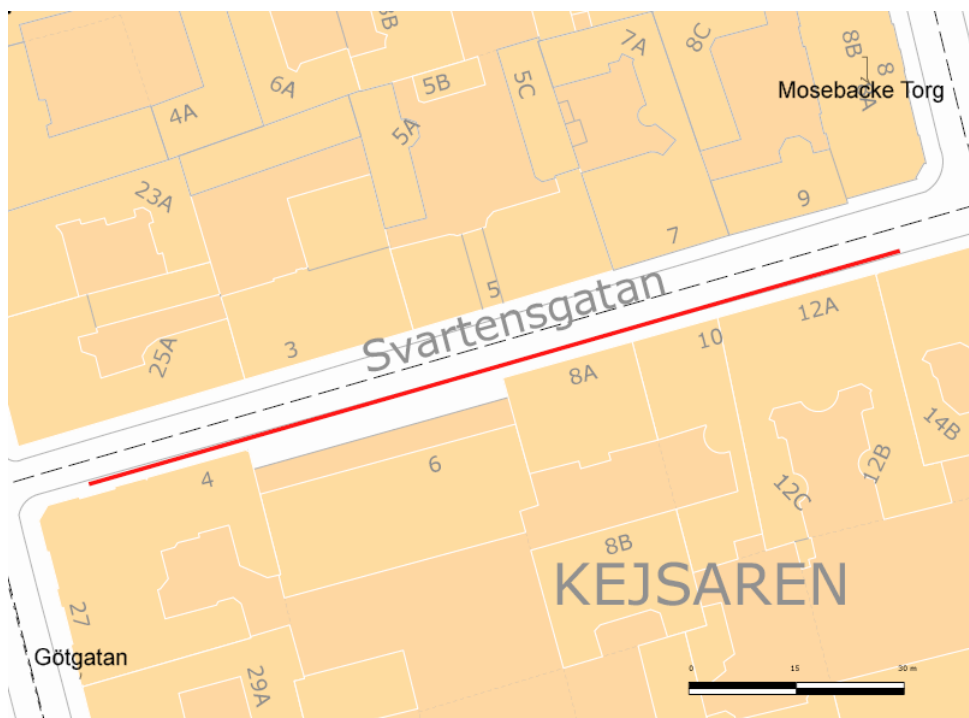 8B
7A
8C
8B
8
6A
5B
5C
Mosebacke Torg
4A
5A
23A
9
7
5
Svartensgatan
3
25A
10
12A
8A
14B
4
6
12B
12C
8B
KEJSAREN
27
Götgatan
29A
0
15
30 m